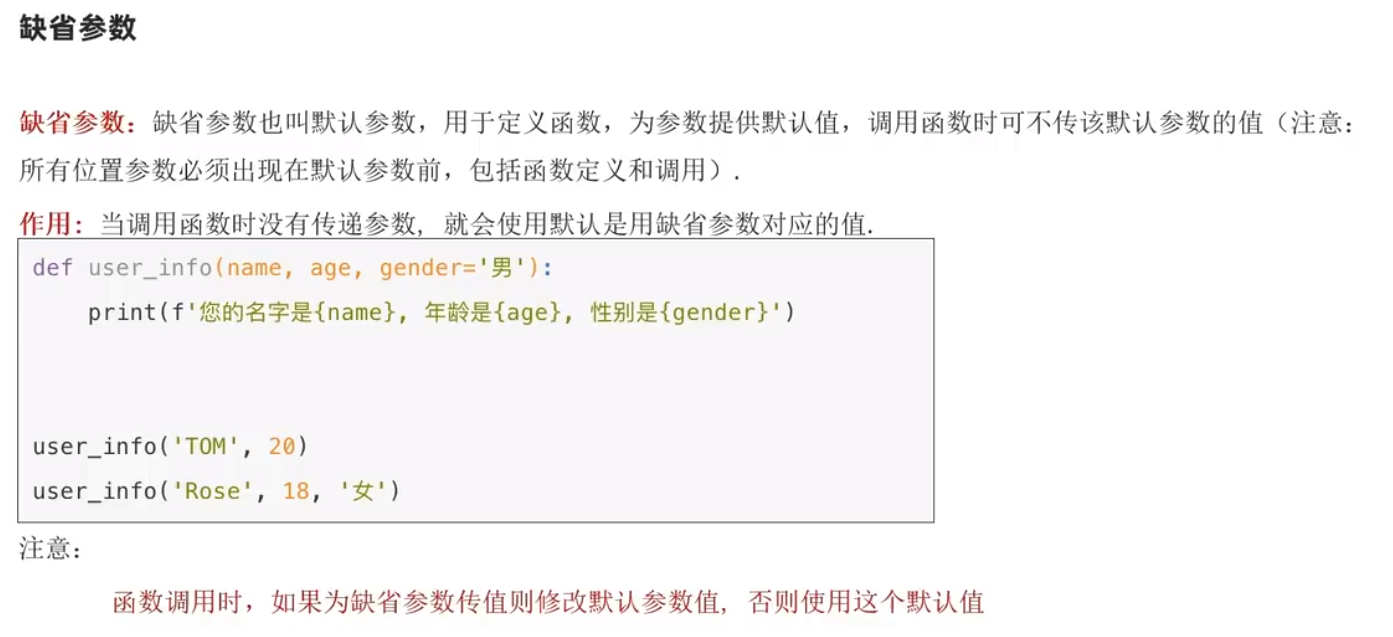 缺省参数
缺省参数：缺省参数也叫默认参数，用于定义函数，为参数提供默认值，调用函数时可不传该默认参数的值（注意：
所有位置参数必须出现在默认参数前，包括函数定义和调用）.
作用：当调用函数时没有传递参数, 就会使用默认是用缺省参数对应的值.
def user_info(name, age, gender='男'):
    print(f'您的名字是{name}, 年龄是{age}, 性别是{gender}')
user_info('TOM', 20)
user_info('Rose', 18, '女')
注意：
函数调用时，如果为缺省参数传值则修改默认参数值, 否则使用这个默认值